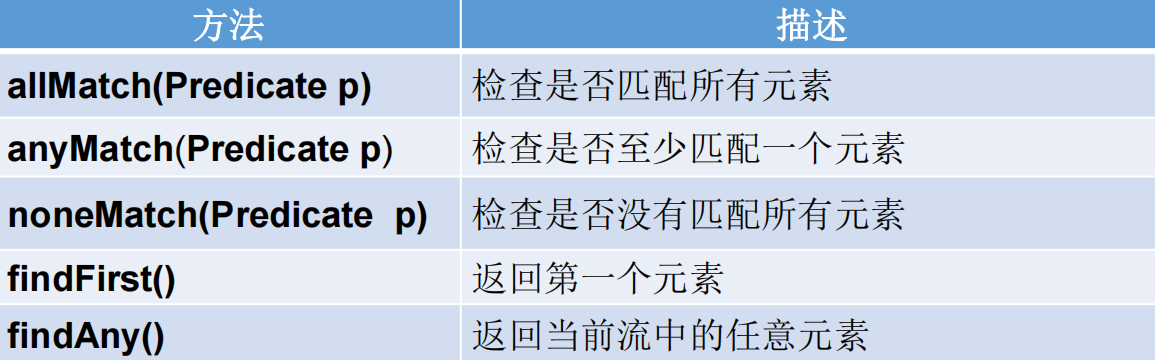 方法 描述
allMatch(Predicate p) 检查是否匹配所有元素
anyMatch(Predicate p) 检查是否至少匹配一个元素
noneMatch(Predicate  p) 检查是否没有匹配所有元素
findFirst() 返回第一个元素
findAny() 返回当前流中的任意元素